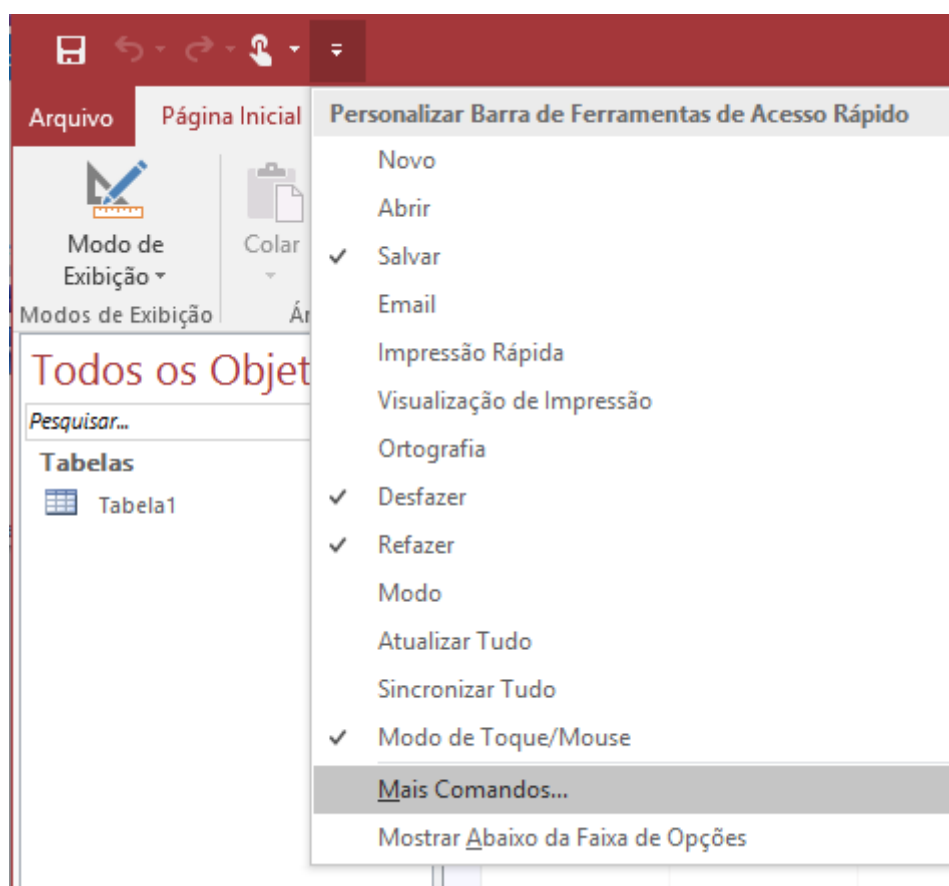 Arquivo
Página Inicial
Personalizar Barra de Ferramentas de Acesso Rápido
Modo de
Exibição
Colar
Modos de Exibição
Todos os Objet
Pesquisar...
Tabelas
Tabela1
Novo
Abrir
Salvar
Email
Impressão Rápida
Visualização de Impressão
Ortografia
Desfazer
Refazer
Modo
Atualizar Tudo
Sincronizar Tudo
Modo de Toque/Mouse
Mais Comandos...
Mostrar Abaixo da Faixa de Opções